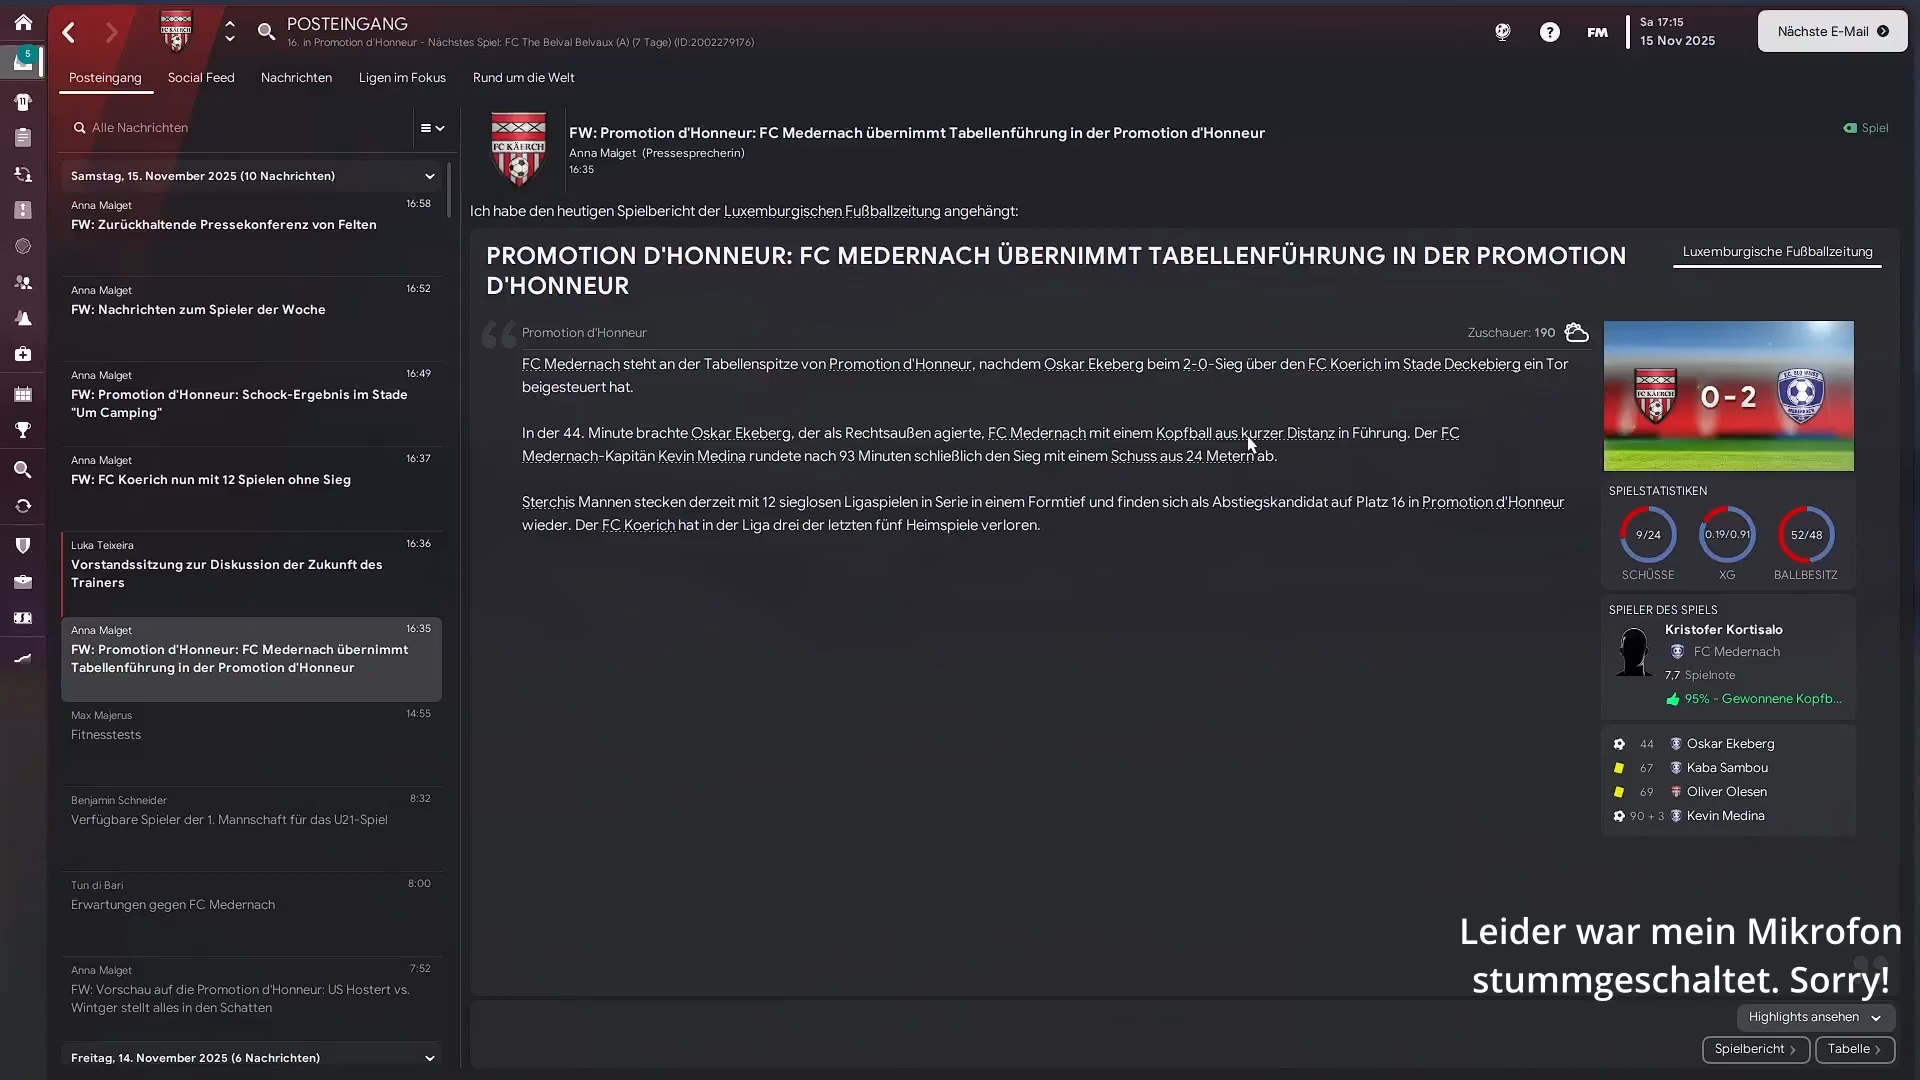 POSTEINGANG
16. in Promotion d'Honneur - Nächstes Spiel: FC The Belval Belvaux (A) (7 Tage) (ID:2002279176)
FM
Sa 17:15
15 Nov 2025
Nächste E-Mail
5
Posteingang
Social Feed
Nachrichten
Ligen im Fokus
Rund um die Welt
Alle Nachrichten
Samstag, 15. November 2025 (10 Nachrichten)
Anna Malget 16:58
FW: Zurückhaltende Pressekonferenz von Felten
Anna Malget 16:52
FW: Nachrichten zum Spieler der Woche
Anna Malget 16:49
FW: Promotion d'Honneur: Schock-Ergebnis im Stade
"Um Camping"
Anna Malget 16:37
FW: FC Koerich nun mit 12 Spielen ohne Sieg
Luka Teixeira 16:36
Vorstandssitzung zur Diskussion der Zukunft des
Trainers
Anna Malget 16:35
FW: Promotion d'Honneur: FC Medernach übernimmt
Tabellenführung in der Promotion d'Honneur
Max Majerus 14:55
Fitnesstests
Benjamin Schneider 8:32
Verfügbare Spieler der 1. Mannschaft für das U21-Spiel
Tun di Bari 8:00
Erwartungen gegen FC Medernach
Anna Malget 7:52
FW: Vorschau auf die Promotion d'Honneur: US Hostert vs.
Wintger stellt alles in den Schatten
Freitag, 14. November 2025 (6 Nachrichten)
FC KÄERCH
FW: Promotion d'Honneur: FC Medernach übernimmt Tabellenführung in der Promotion d'Honneur
Anna Malget (Pressesprecherin)
16:35
Spiel
Ich habe den heutigen Spielbericht der Luxemburgischen Fußballzeitung angehängt:
PROMOTION D'HONNEUR: FC MEDERNACH ÜBERNIMMT TABELLENFÜHRUNG IN DER PROMOTION
D'HONNEUR
Luxemburgische Fußballzeitung
Promotion d'Honneur
Zuschauer: 190
FC Medernach steht an der Tabellenspitze von Promotion d'Honneur, nachdem Oskar Ekeberg beim 2-0-Sieg über den FC Koerich im Stade Deckebierg ein Tor
beigesteuert hat.
In der 44. Minute brachte Oskar Ekeberg, der als Rechtsaußen agierte, FC Medernach mit einem Kopfball aus kurzer Distanz in Führung. Der FC
Medernach-Kapitän Kevin Medina rundete nach 93 Minuten schließlich den Sieg mit einem Schuss aus 24 Metern ab.
Sterchis Mannen stecken derzeit mit 12 sieglosen Ligaspielen in Serie in einem Formtief und finden sich als Abstiegskandidat auf Platz 16 in Promotion d'Honneur
wieder. Der FC Koerich hat in der Liga drei der letzten fünf Heimspiele verloren.
FC KÄERCH
0 - 2
SPIELSTATISTIKEN
9/24
0.19/0.91
52/48
SCHÜSSE
XG
BALLBESITZ
SPIELER DES SPIELS
Kristofer Kortisalo
FC Medernach
7,7 Spielnote
95% - Gewonnene Kopfb...
44 Oskar Ekeberg
67 Kaba Sambou
69 Oliver Olesen
90 + 3 Kevin Medina
Leider war mein Mikrofon
stummgeschaltet. Sorry!
Highlights ansehen
Spielbericht
Tabelle